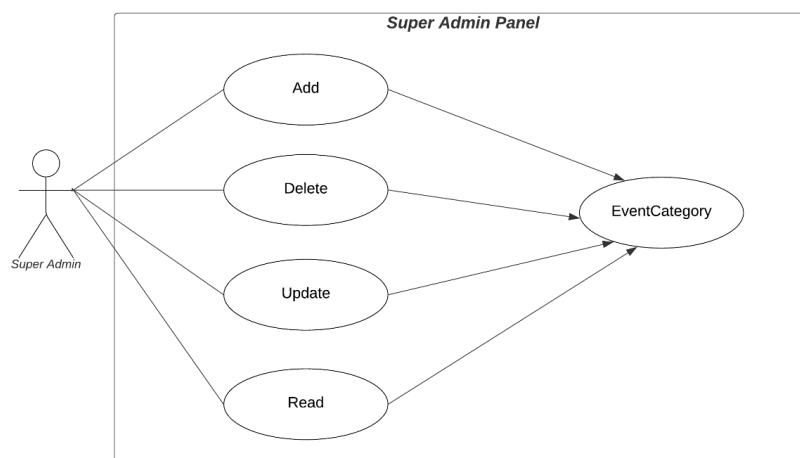 Super Admin Panel
Add
Delete
EventCategory
Super Admin
Update
Read